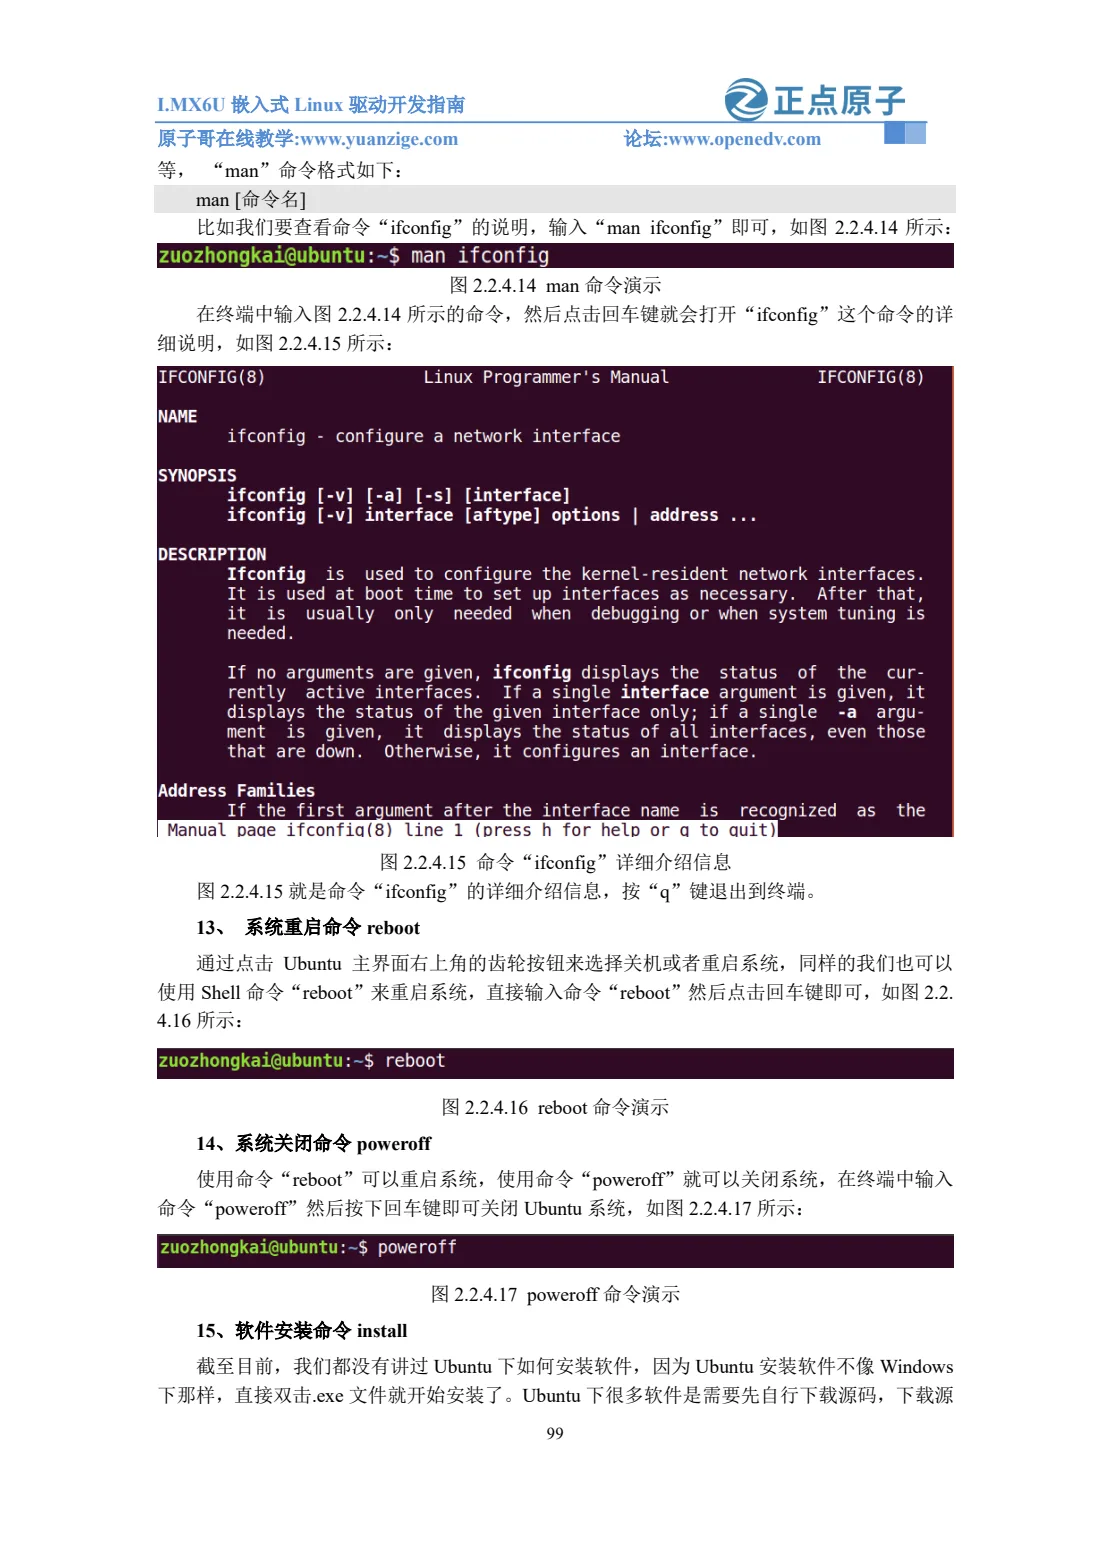 I.MX6U 嵌入式 Linux 驱动开发指南
正点原子
原子哥在线教学:www.yuanzige.com 论坛:www.openedv.com
等， “man”命令格式如下：
man [命令名]
比如我们要查看命令“ifconfig”的说明，输入“man ifconfig”即可，如图 2.2.4.14 所示：
zuozhongkai@ubuntu:~$ man ifconfig
图 2.2.4.14 man 命令演示
在终端中输入图 2.2.4.14 所示的命令，然后点击回车键就会打开“ifconfig”这个命令的详
细说明，如图 2.2.4.15 所示：
IFCONFIG(8) Linux Programmer's Manual IFCONFIG(8)
NAME
ifconfig - configure a network interface
SYNOPSIS
ifconfig [-v] [-a] [-s] [interface]
ifconfig [-v] interface [aftype] options | address ...
DESCRIPTION
Ifconfig is used to configure the kernel-resident network interfaces.
It is used at boot time to set up interfaces as necessary. After that,
it is usually only needed when debugging or when system tuning is
needed.
If no arguments are given, ifconfig displays the status of the cur-
rently active interfaces. If a single interface argument is given, it
displays the status of the given interface only; if a single -a argu-
ment is given, it displays the status of all interfaces, even those
that are down. Otherwise, it configures an interface.
Address Families
If the first argument after the interface name is recognized as the
Manual page ifconfig(8) line 1 (press h for help or q to quit)
图 2.2.4.15 命令“ifconfig”详细介绍信息
图 2.2.4.15 就是命令“ifconfig”的详细介绍信息，按“q”键退出到终端。
13、 系统重启命令 reboot
通过点击 Ubuntu 主界面右上角的齿轮按钮来选择关机或者重启系统，同样的我们也可以
使用 Shell 命令“reboot”来重启系统，直接输入命令“reboot”然后点击回车键即可，如图 2.2.
4.16 所示：
zuozhongkai@ubuntu:~$ reboot
图 2.2.4.16 reboot 命令演示
14、系统关闭命令 poweroff
使用命令“reboot”可以重启系统，使用命令“poweroff”就可以关闭系统，在终端中输入
命令“poweroff”然后按下回车键即可关闭 Ubuntu 系统，如图 2.2.4.17 所示：
zuozhongkai@ubuntu:~$ poweroff
图 2.2.4.17 poweroff 命令演示
15、软件安装命令 install
截至目前，我们都没有讲过 Ubuntu 下如何安装软件，因为 Ubuntu 安装软件不像 Windows
下那样，直接双击.exe 文件就开始安装了。Ubuntu 下很多软件是需要先自行下载源码，下载源
99